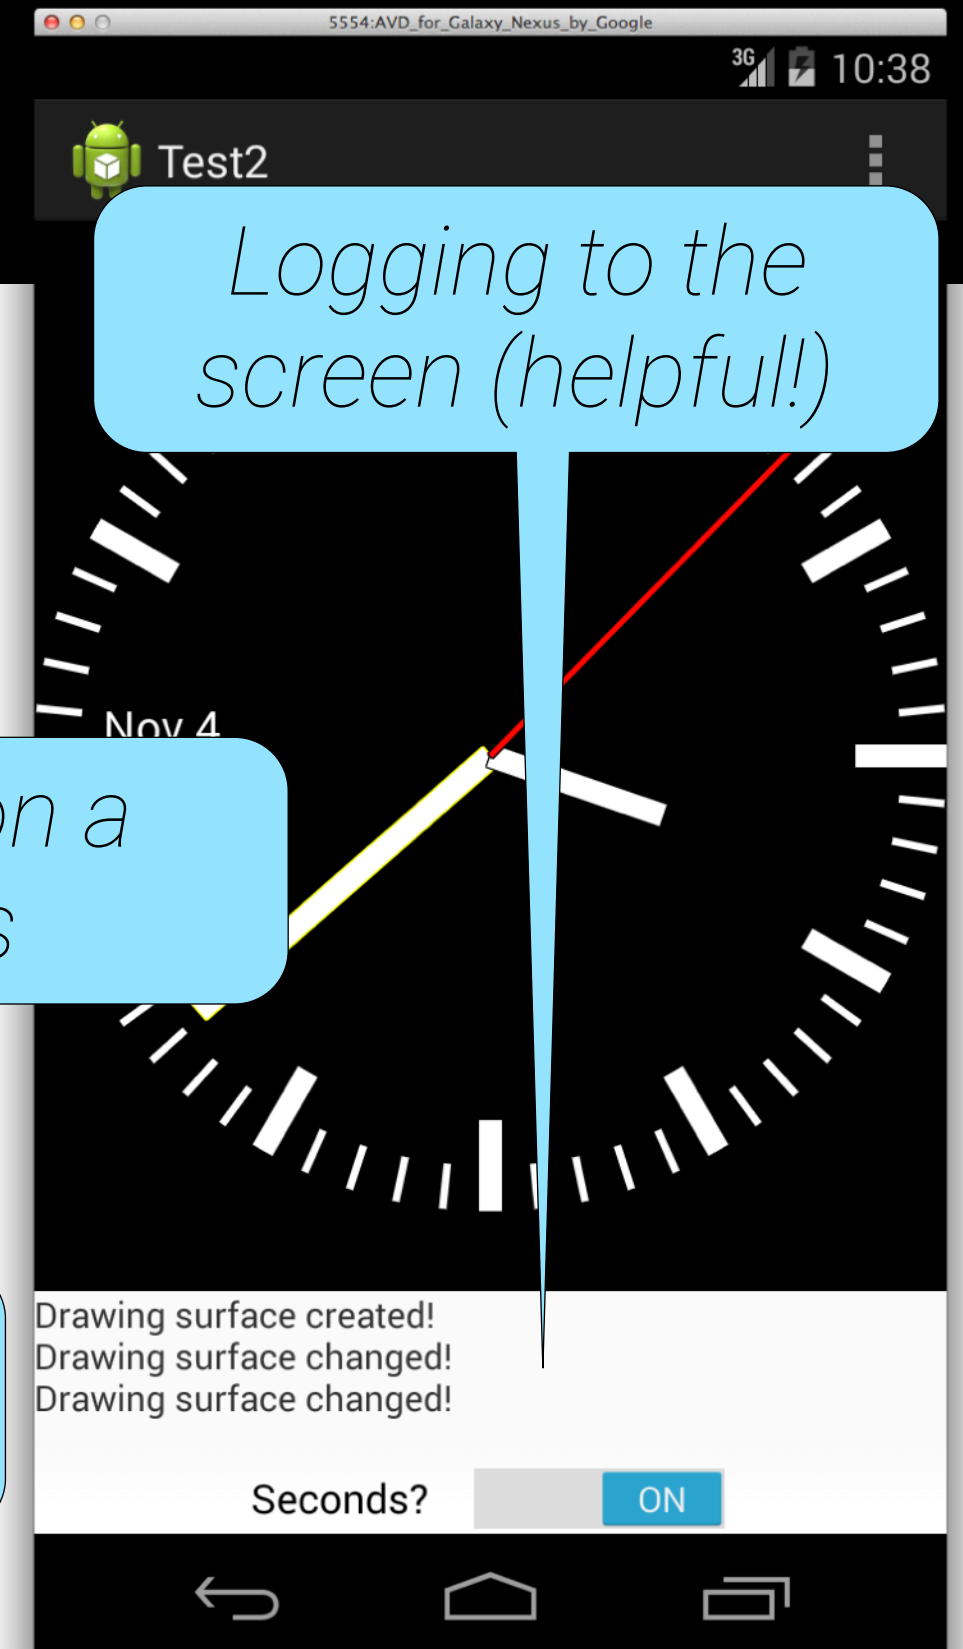 5554:AVD_for_Galaxy_Nexus_by_Google
3G 10:38
Test2
Logging to the
screen (helpful!)
Nov 4
on a
s
Drawing surface created!
Drawing surface changed!
Drawing surface changed!
Seconds? ON